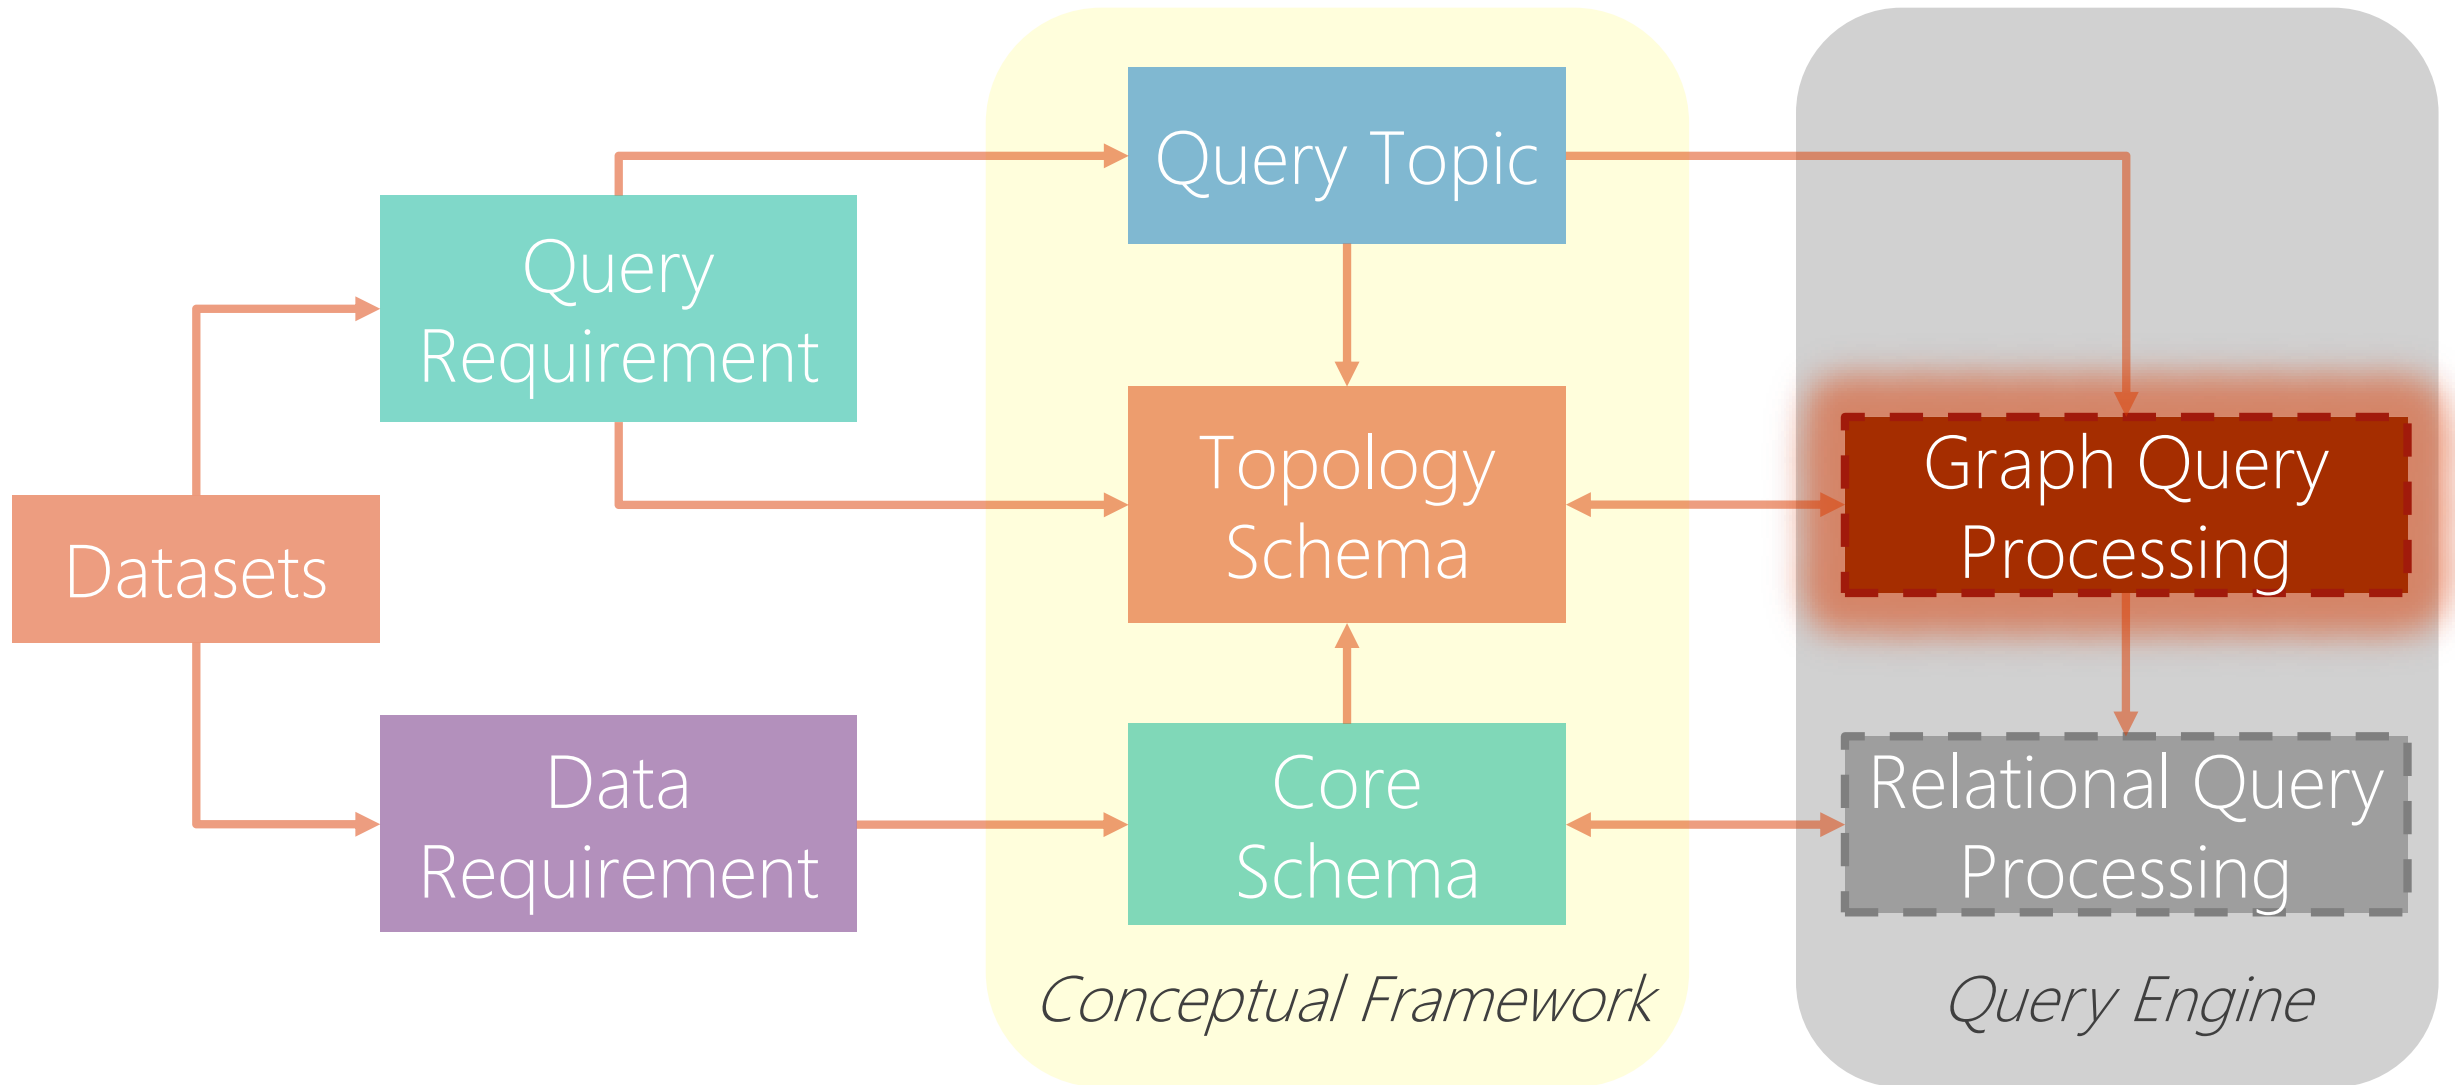 Query Topic
Query
Requirement
Topology
Schema
Graph Query
Processing
Datasets
Data
Requirement
Core
Schema
Relational Query
Processing
Conceptual Framework
Query Engine